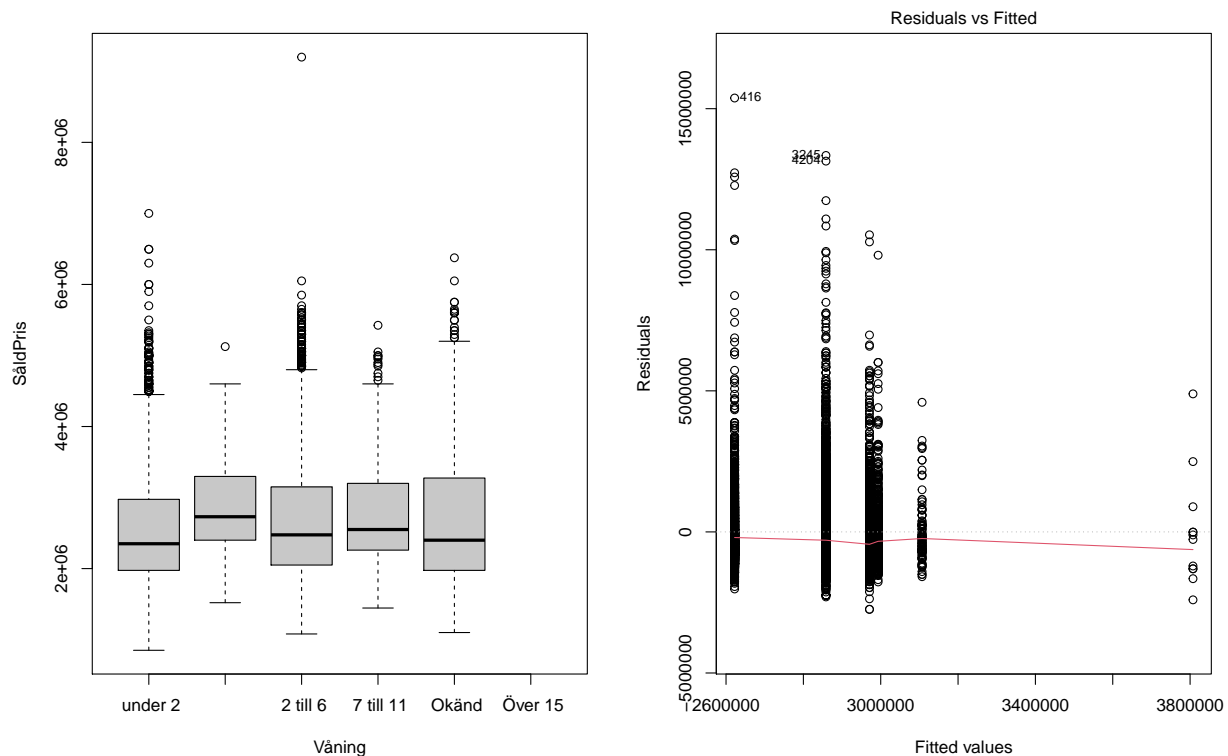 SåldPris
8e+06
6e+06
4e+06
2e+06
under 2
2 till 6
7 till 11
Okänd
Över 15
Våning
Residuals vs Fitted
Residuals
15000000
10000000
5000000
0
-5000000
416
3245
4204
2600000
3000000
3400000
3800000
Fitted values